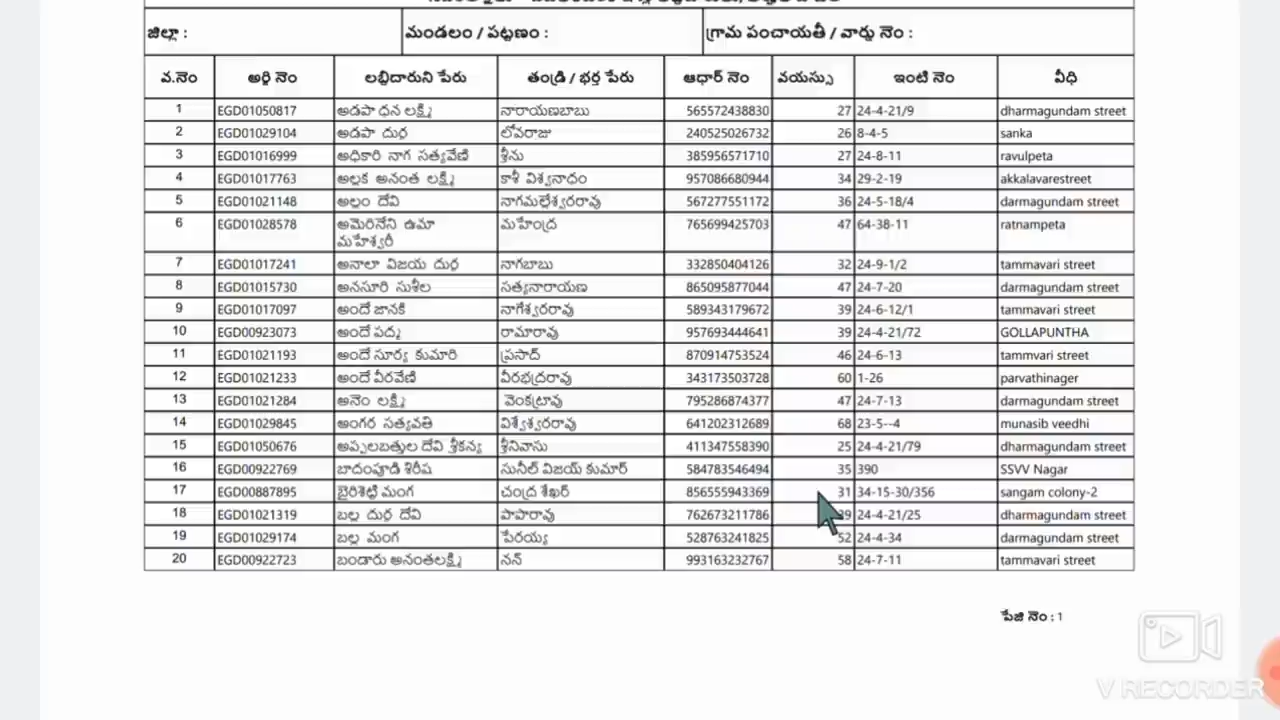 జిల్లా : మండలం / పట్టణం : గ్రామ పంచాయతీ / వార్డు నెం :
వ.నెం అర్జి నెం లబ్ధిదారుని పేరు తండ్రి / భర్త పేరు ఆధార్ నెం వయస్సు ఇంటి నెం వీధి
1 EGD01050817 అడపా ధన లక్ష్మి నారాయణబాబు 565572438830 27 24-4-21/9 dharmagundam street
2 EGD01029104 అడపా దుర్గ లోవరాజు 240525026732 26 8-4-5 sanka
3 EGD01016999 అధికారి నాగ సత్యవేణి శ్రీను 385956571710 27 24-8-11 ravulpeta
4 EGD01017763 అల్లక అనంత లక్ష్మి కాశీ విశ్వనాధం 957086680944 34 29-2-19 akkalavarestreet
5 EGD01021148 అల్లం దేవి నాగమల్లేశ్వరరావు 567277551172 36 24-5-18/4 darmagundam street
6 EGD01028578 అమెరినేని ఉమా మహేంద్ర 765699425703 47 64-38-11 ratnampeta
మహేశ్వరీ
7 EGD01017241 అనాలా విజయ దుర్గ నాగబాబు 332850404126 32 24-9-1/2 tammavari street
8 EGD01015730 అనసూరి సుశీల సత్యనారాయణ 865095877044 47 24-7-20 darmagundam street
9 EGD01017097 అందే జానకి నాగేశ్వరరావు 589343179672 39 24-6-12/1 tammavari street
10 EGD00923073 అందే పద్మ రామారావు 957693444641 39 24-4-21/72 GOLLAPUNTHA
11 EGD01021193 అందే సూర్య కుమారి ప్రసాద్ 870914753524 46 24-6-13 tammvari street
12 EGD01021233 అందే వీరవేణి వీరభద్రరావు 343173503728 60 1-26 parvathinager
13 EGD01021284 అనెం లక్ష్మి వెంకట్రావు 795286874377 47 24-7-13 darmagundam street
14 EGD01029845 అంగర సత్యవతి విశ్వేశ్వరరావు 641202312689 68 23-5--4 munasib veedhi
15 EGD01050676 అప్పలబత్తుల దేవి శ్రీకన్య శ్రీనివాసు 411347558390 25 24-4-21/79 dharmagundam street
16 EGD00922769 బాదంపూడి శిరీష సునీల్ విజయ్ కుమార్ 584783546494 35 390 SSVV Nagar
17 EGD00887895 బైరిశెట్టి మంగ చంద్ర శేఖర్ 856555943369 31 34-15-30/356 sangam colony-2
18 EGD01021319 బల్ల దుర్గ దేవి పాపారావు 762673211786 24-4-21/25 dharmagundam street
19 EGD01029174 బల్ల మంగ పేరయ్య 528763241825 52 24-4-34 darmagundam street
20 EGD00922723 బండారు అనంతలక్ష్మి నన్ 993163232767 58 24-7-11 tammavari street
పేజి నెం : 1
V RECORDER